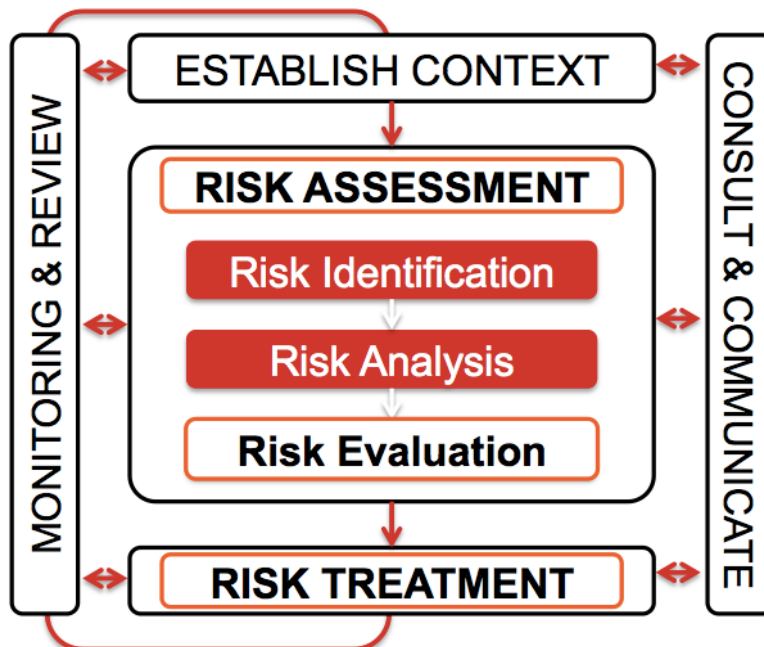 ESTABLISH CONTEXT
MONITORING & REVIEW
CONSULT & COMMUNICATE
RISK ASSESSMENT
Risk Identification
Risk Analysis
Risk Evaluation
RISK TREATMENT